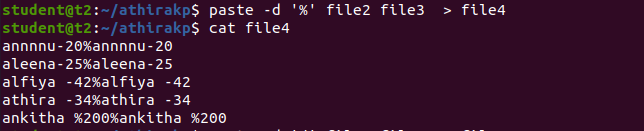 student@t2:~/athirakp$ paste -d '%' file2 file3  > file4
student@t2:~/athirakp$ cat file4
annnnu-20%annnnu-20
aleena-25%aleena-25
alfiya -42%alfiya -42
athira -34%athira -34
ankitha %200%ankitha %200